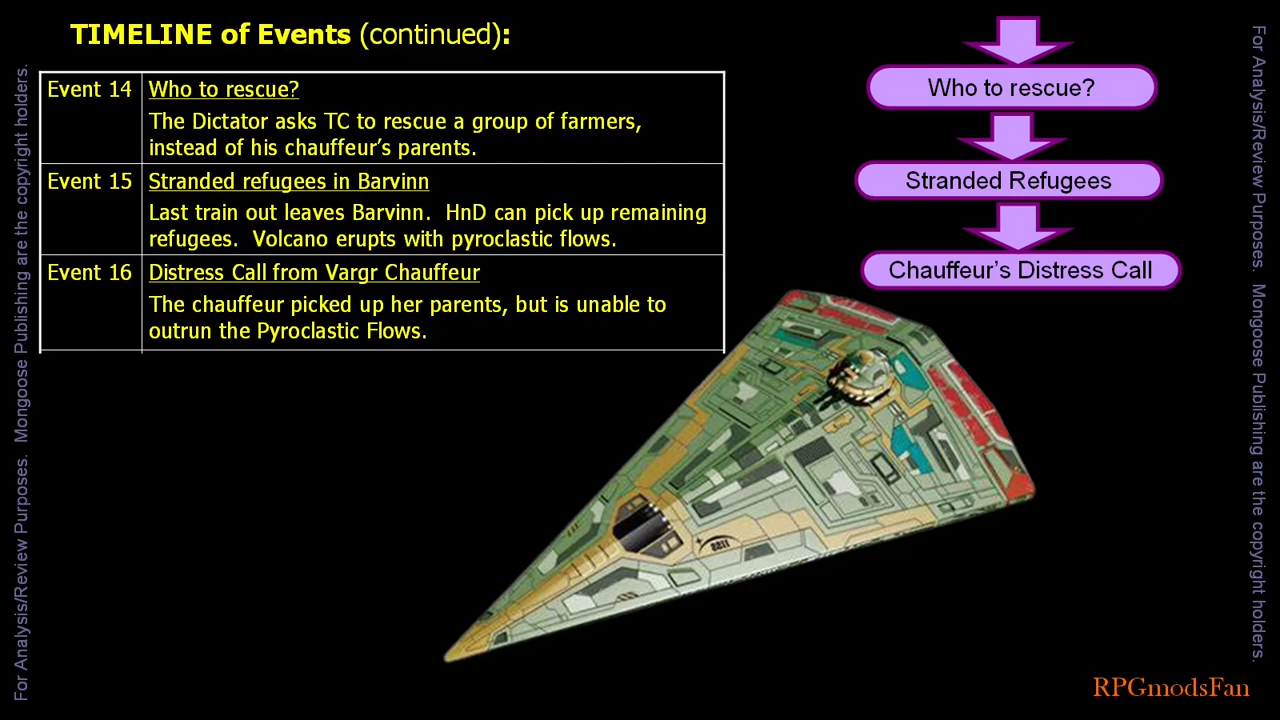 TIMELINE of Events (continued):
Event 14
Who to rescue?
The Dictator asks TC to rescue a group of farmers,
instead of his chauffeur's parents.
Event 15
Stranded refugees in Barvinn
Last train out leaves Barvinn.  HnD can pick up remaining
refugees.  Volcano erupts with pyroclastic flows.
Event 16
Distress Call from Vargr Chauffeur
The chauffeur picked up her parents, but is unable to
outrun the Pyroclastic Flows.
Who to rescue?
Stranded Refugees
Chauffeur's Distress Call
IISS
For Analysis/Review Purposes.  Mongoose Publishing are the copyright holders.
For Analysis/Review Purposes.  Mongoose Publishing are the copyright holders.
RPGmodsFan